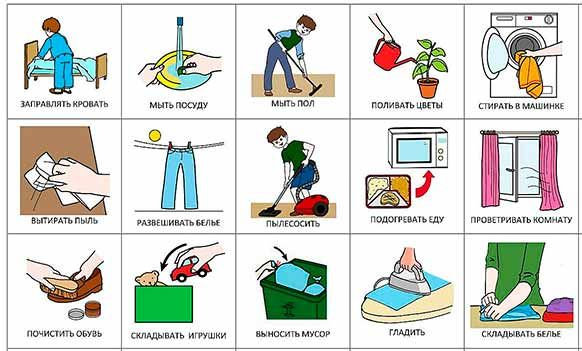 ЗАПРАВЛЯТЬ КРОВАТЬ
МЫТЬ ПОСУДУ
МЫТЬ ПОЛ
ПОЛИВАТЬ ЦВЕТЫ
СТИРАТЬ В МАШИНКЕ
ВЫТИРАТЬ ПЫЛЬ
РАЗВЕШИВАТЬ БЕЛЬЕ
ПЫЛЕСОСИТЬ
ПОДОГРЕВАТЬ ЕДУ
ПРОВЕТРИВАТЬ КОМНАТУ
ПОЧИСТИТЬ ОБУВЬ
СКЛАДЫВАТЬ ИГРУШКИ
ВЫНОСИТЬ МУСОР
ГЛАДИТЬ
СКЛАДЫВАТЬ БЕЛЬЕ